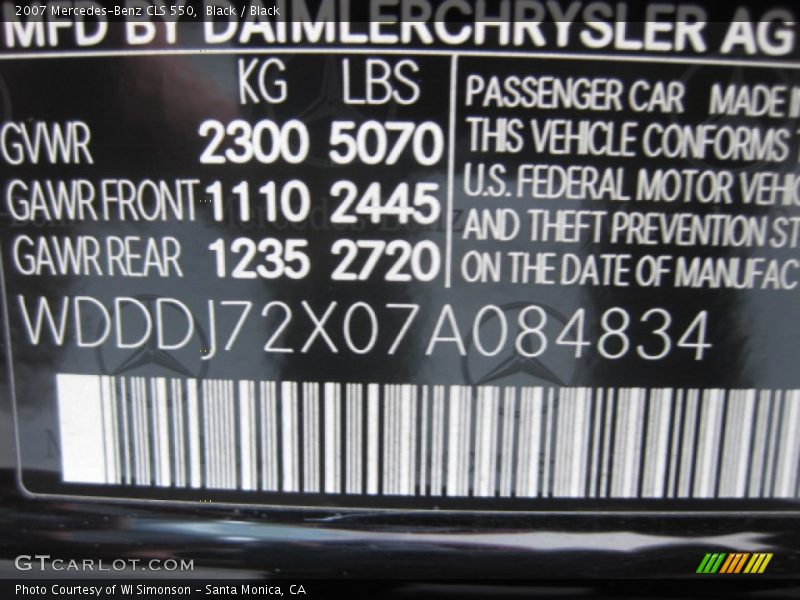 2007 Mercedes-Benz CLS 550, Black / Black
MFD BY DAIMLERCHRYSLER AG
KG LBS
GVWR 2300 5070
GAWR FRONT 1110 2445
GAWR REAR 1235 2720
PASSENGER CAR MADE
THIS VEHICLE CONFORMS
U.S. FEDERAL MOTOR
AND THEFT PREVENTION
ON THE DATE OF
WDDDJ72X07A084834
GTCARLOT.COM
Photo Courtesy of WI Simonson - Santa Monica, CA